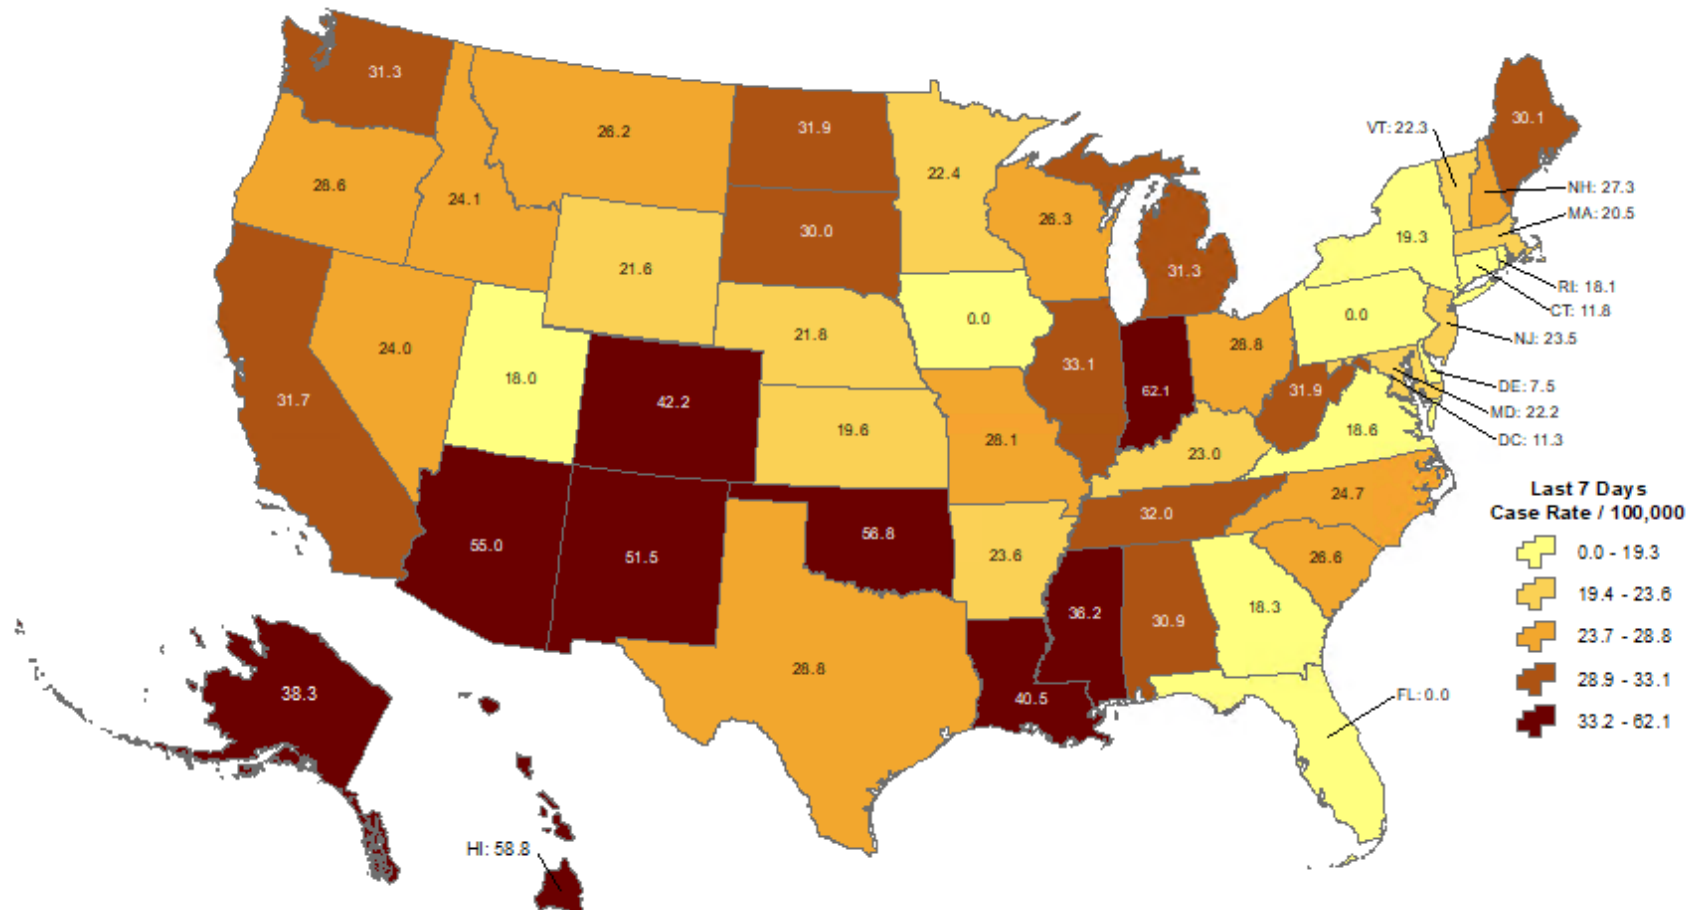 31.3
26.2
31.9
22.4
30.1
VT: 22.3
28.6
24.1
30.0
26.3
31.3
19.3
NH: 27.3
MA: 20.5
RI: 18.1
CT: 11.8
NJ: 23.5
21.6
21.8
0.0
0.0
31.7
24.0
18.0
42.2
19.6
28.1
33.1
62.1
28.8
31.9
18.6
23.0
DE: 7.5
MD: 22.2
DC: 11.3
55.0
51.5
56.8
23.6
32.0
24.7
26.6
28.8
40.5
36.2
30.9
18.3
FL: 0.0
38.3
HI: 58.8
Last 7 Days
Case Rate / 100,000
0.0 - 19.3
19.4 - 23.6
23.7 - 28.8
28.9 - 33.1
33.2 - 62.1